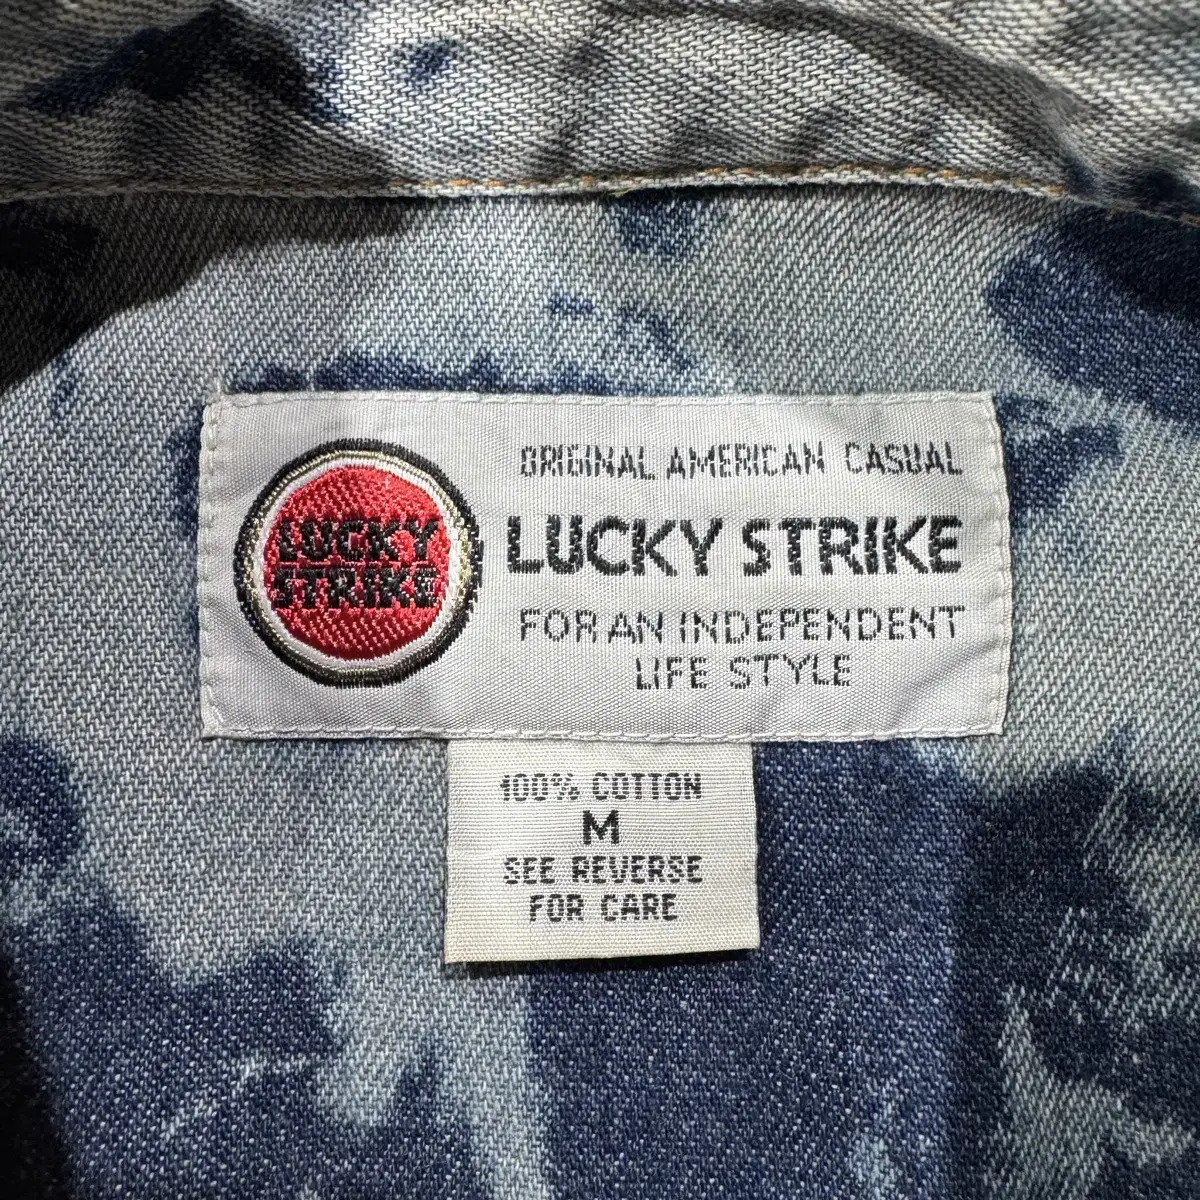 LUCKY
STRIKE
ORIGINAL AMERICAN CASUAL
LUCKY STRIKE
FOR AN INDEPENDENT
LIFE STYLE
100% COTTON
M
SEE REVERSE
FOR CARE